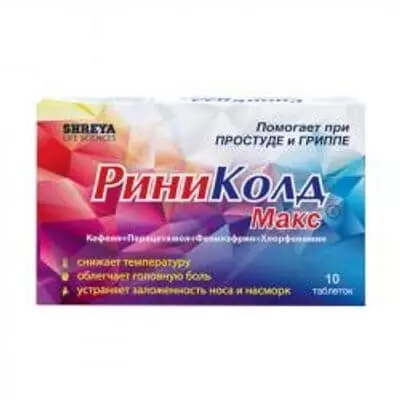 SHREYA
LIFE SCIENCES
Помогает при
ПРОСТУДЕ и ГРИППЕ
РиниКолд
Макс®
Кофеин+Парацетамол+Фенилэфрин+Хлорфенамин
снижает температуру
облегчает головную боль
устраняет заложенность носа и насморк
10
таблеток